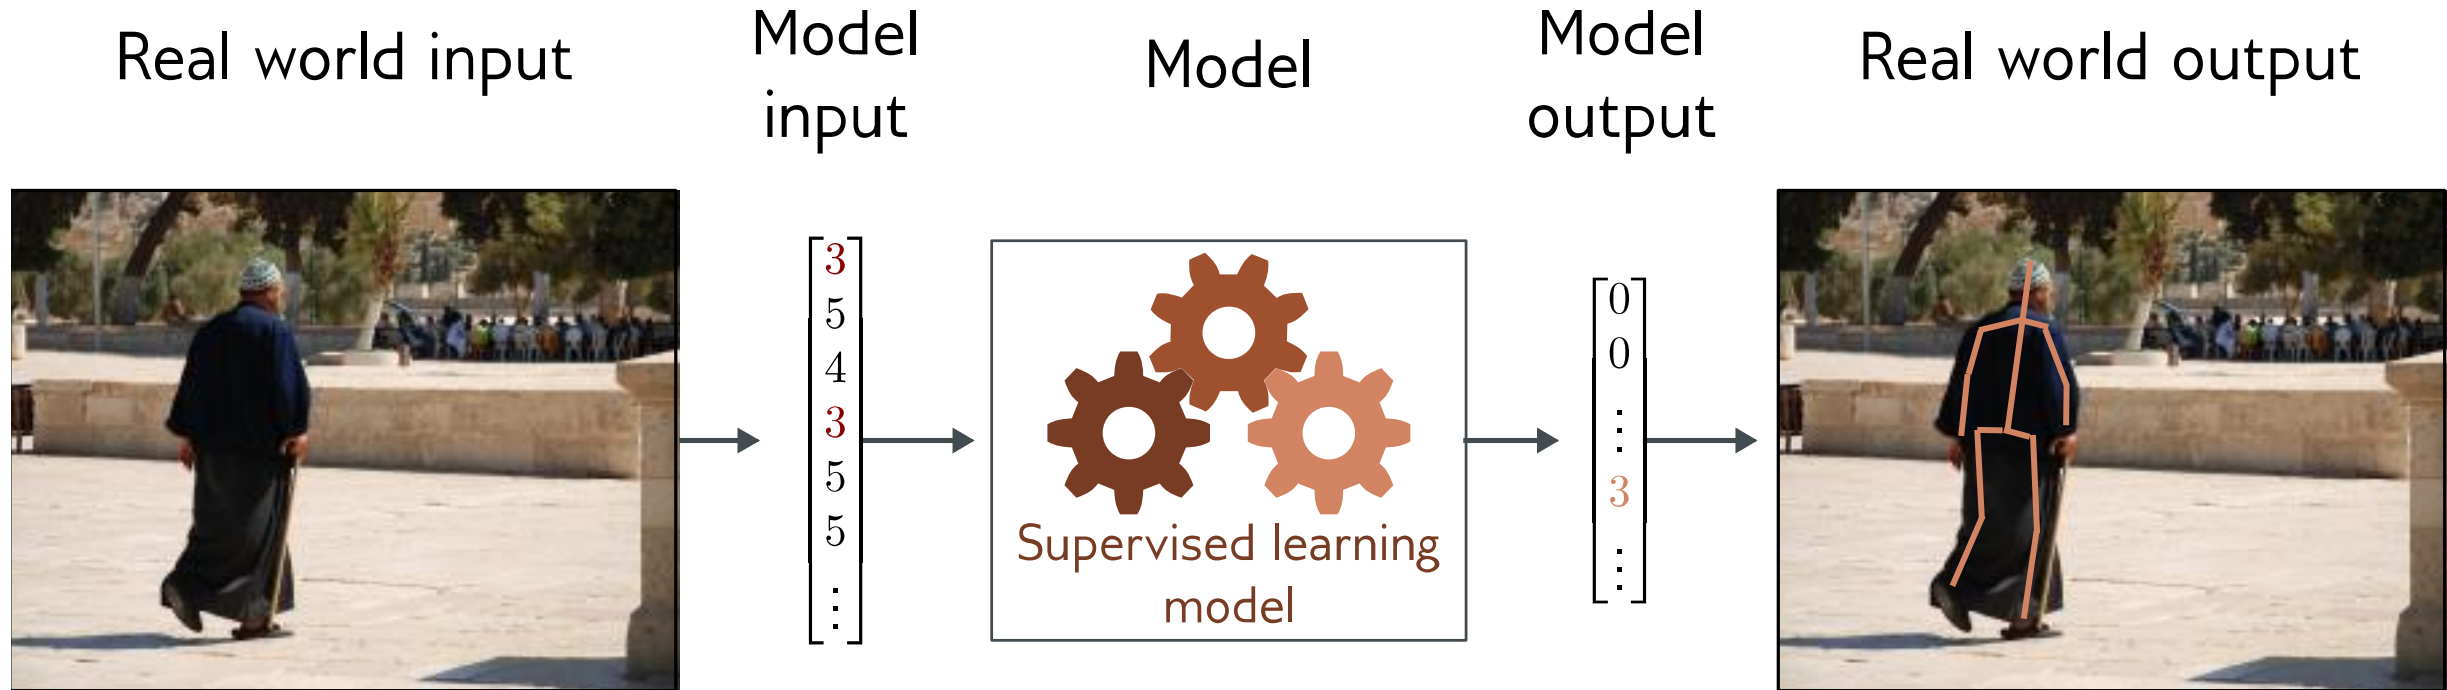 Real world input
Model
input
Model
Model
output
Real world output
3
5
4
3
5
5
⋮
Supervised learning
model
0
0
⋮
3
⋮